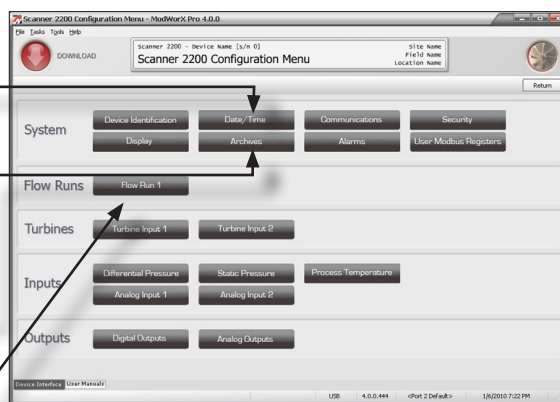 Scanner 2200 Configuration Menu - ModWorX Pro 4.0.0
File Tasks Tools Help
DOWNLOAD
Scanner 2200 - Device Name [s/n 0]
Scanner 2200 Configuration Menu
Site Name
Field Name
Location Name
Return
System
Device Identification
Date/Time
Communications
Security
Display
Archives
Alarms
User Modbus Registers
Flow Runs
Flow Run 1
Turbines
Turbine Input 1
Turbine Input 2
Inputs
Differential Pressure
Static Pressure
Process Temperature
Analog Input 1
Analog Input 2
Outputs
Digital Outputs
Analog Outputs
Device Interface User Manuals
USB 4.0.0.444 <Port 2 Default> 1/6/2010 7:22 PM